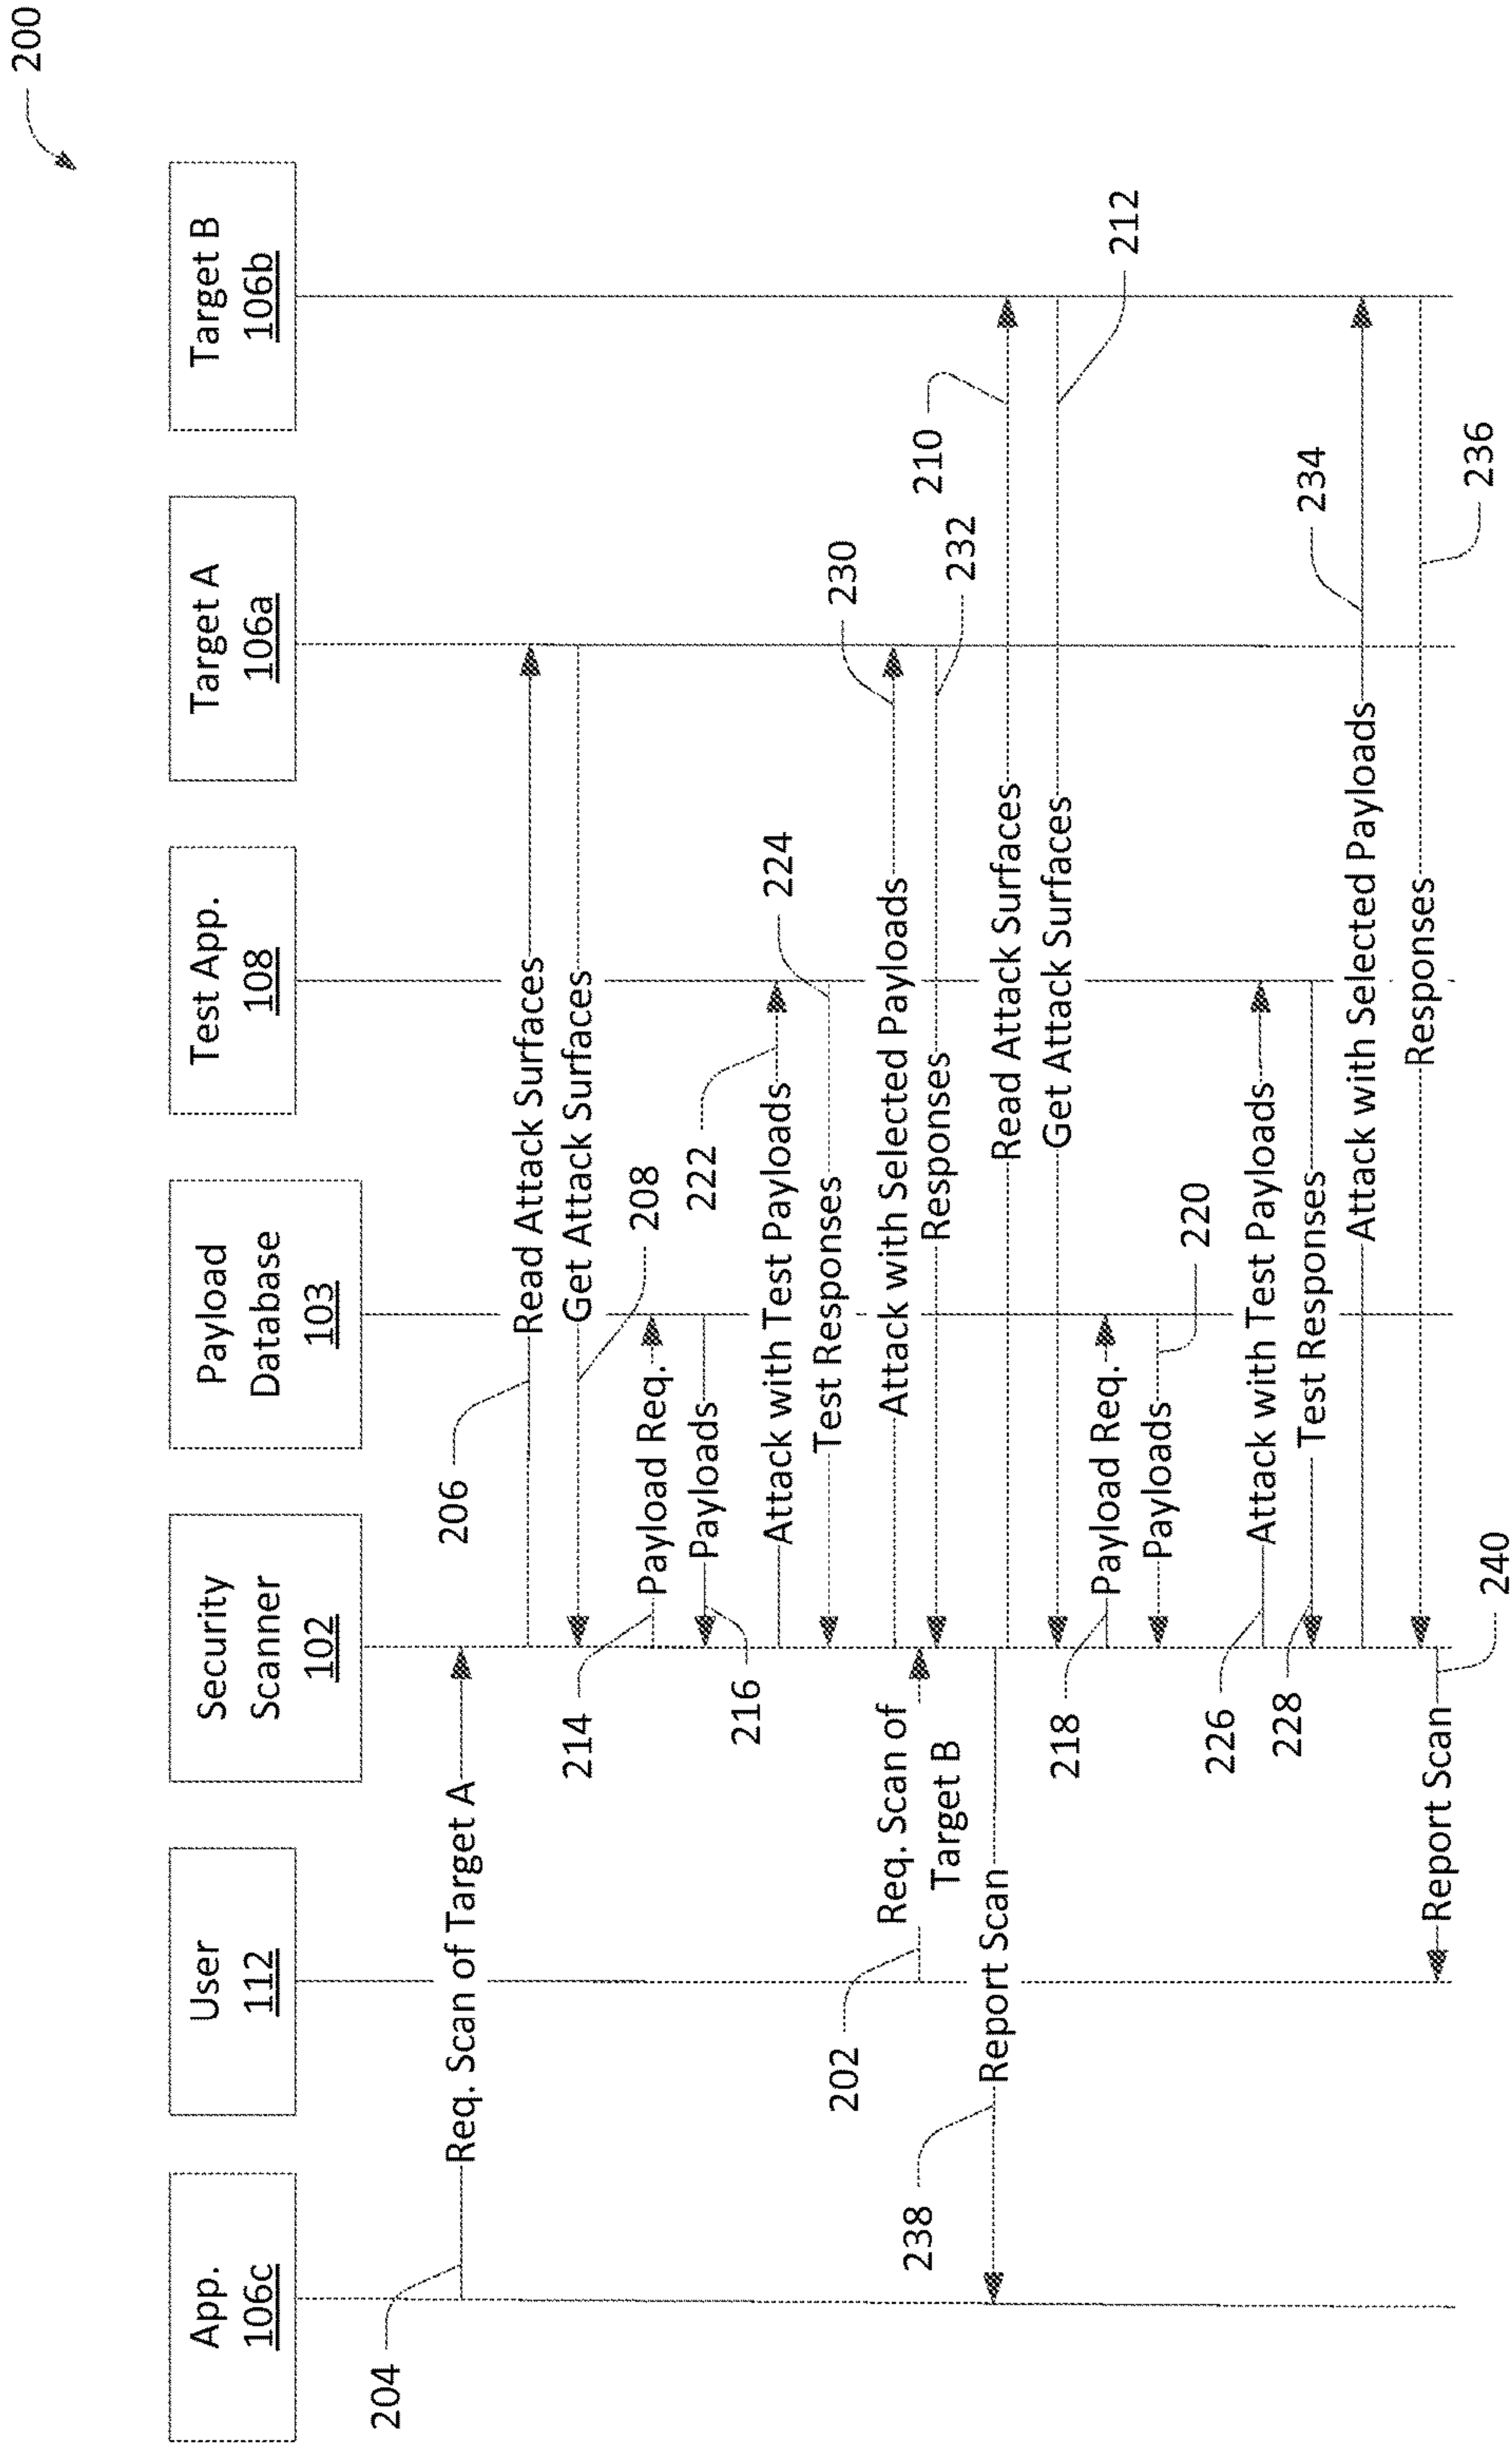 200
App.
106c
User
112
Security
Scanner
102
Payload
Database
103
Test App.
108
Target A
106a
Target B
106b
204
Req. Scan of Target A
206
Read Attack Surfaces
Get Attack Surfaces
208
214
Payload Req.
Payloads
216
222
Attack with Test Payloads
224
Test Responses
230
Attack with Selected Payloads
202
Req. Scan of
Target B
Responses
232
238
Report Scan
210
Read Attack Surfaces
Get Attack Surfaces
212
218
Payload Req.
Payloads
220
226
Attack with Test Payloads
228
Test Responses
234
Attack with Selected Payloads
Responses
236
Report Scan
240